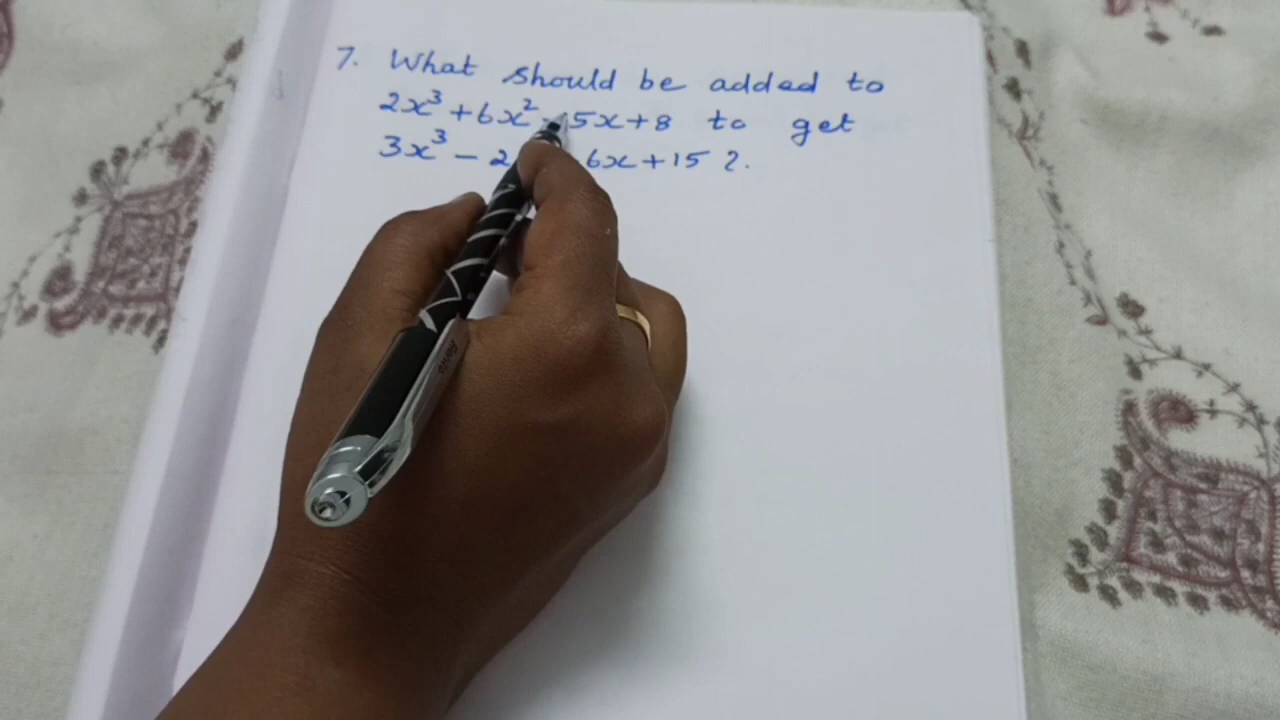 7. What should be added to
2x³ + 6x² - 5x + 8 to get
3x³ - 2 6x + 15 ?.